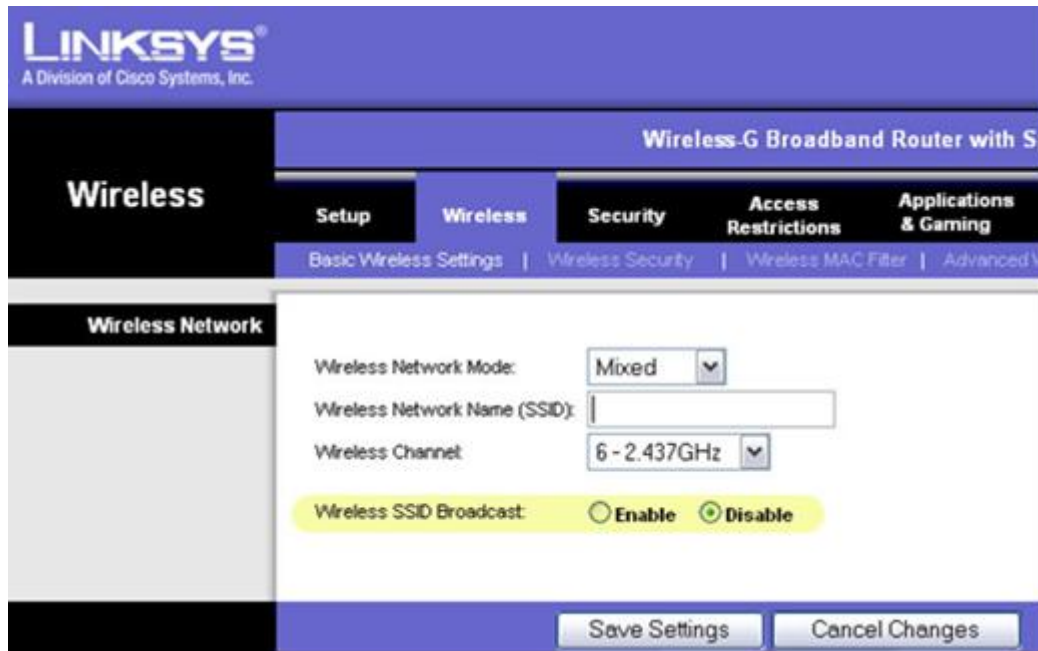 LINKSYS®
A Division of Cisco Systems, Inc.
Wireless-G Broadband Router with S
Wireless
Setup Wireless Security Access Restrictions Applications & Gaming
Basic Wireless Settings | Wireless Security | Wireless MAC Filter | Advanced
Wireless Network
Wireless Network Mode: Mixed
Wireless Network Name (SSID):
Wireless Channel: 6 - 2.437GHz
Wireless SSID Broadcast: Enable Disable
Save Settings Cancel Changes